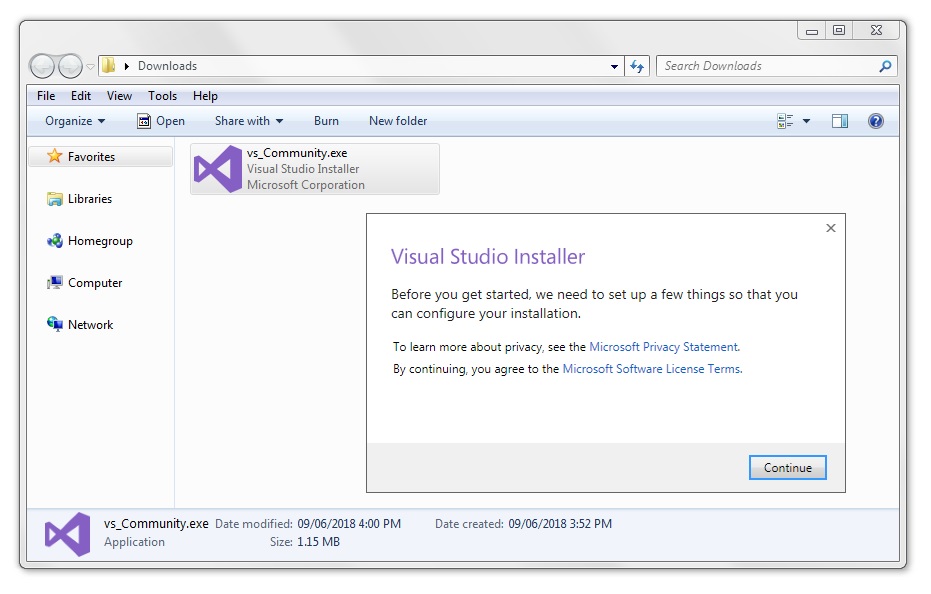 Downloads
Search Downloads
File Edit View Tools Help
Organize Open Share with Burn New folder
Favorites
Libraries
Homegroup
Computer
Network
vs_Community.exe
Visual Studio Installer
Microsoft Corporation
Visual Studio Installer
Before you get started, we need to set up a few things so that you
can configure your installation.
To learn more about privacy, see the Microsoft Privacy Statement.
By continuing, you agree to the Microsoft Software License Terms.
Continue
vs_Community.exe Date modified: 09/06/2018 4:00 PM Date created: 09/06/2018 3:52 PM
Application Size: 1.15 MB